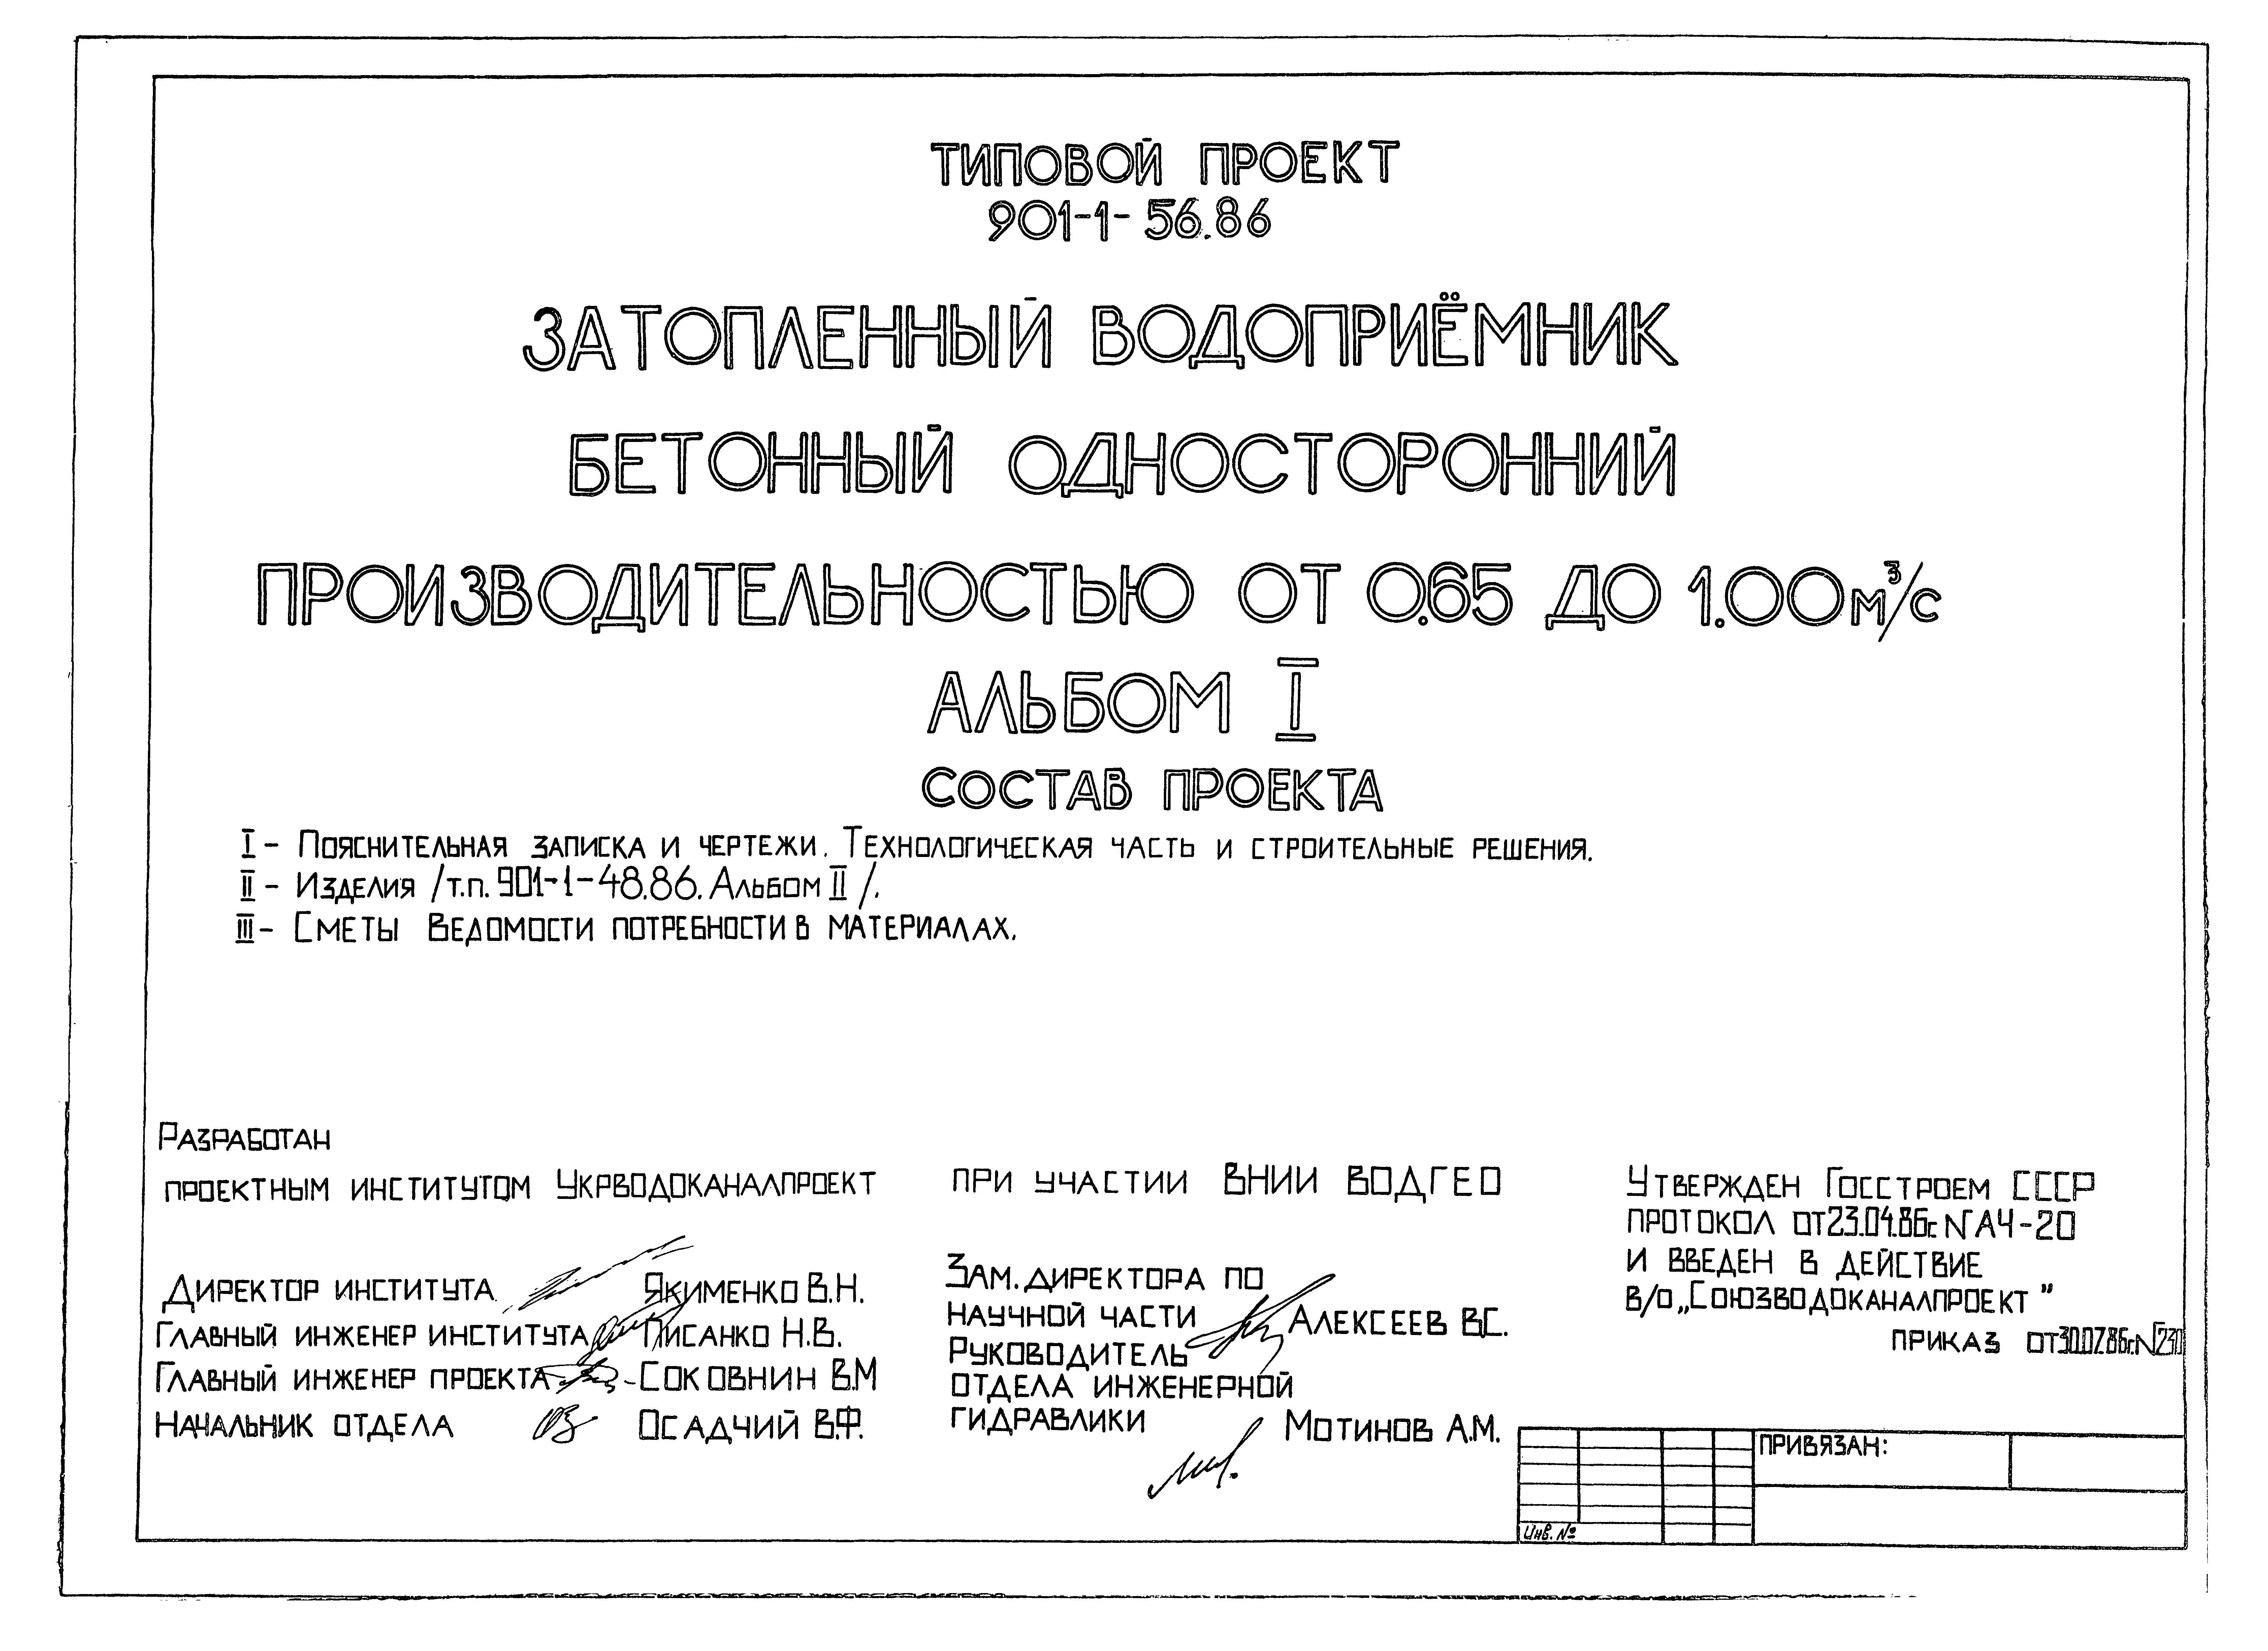 ТИПОВОЙ ПРОЕКТ
901-1-56.86
ЗАТОПЛЕННЫЙ ВОДОПРИЁМНИК
БЕТОННЫЙ ОДНОСТОРОННИЙ
ПРОИЗВОДИТЕЛЬНОСТЬЮ ОТ 0.65 ДО 1.00 м³/с
АЛЬБОМ I
СОСТАВ ПРОЕКТА
I - ПОЯСНИТЕЛЬНАЯ ЗАПИСКА И ЧЕРТЕЖИ. ТЕХНОЛОГИЧЕСКАЯ ЧАСТЬ И СТРОИТЕЛЬНЫЕ РЕШЕНИЯ.
II - ИЗДЕЛИЯ /Т.П. 901-1-48.86. АЛЬБОМ II /.
III - СМЕТЫ ВЕДОМОСТИ ПОТРЕБНОСТИ В МАТЕРИАЛАХ.
РАЗРАБОТАН
ПРОЕКТНЫМ ИНСТИТУТОМ УКРВОДОКАНАЛПРОЕКТ
ДИРЕКТОР ИНСТИТУТА ЯКИМЕНКО В.Н.
ГЛАВНЫЙ ИНЖЕНЕР ИНСТИТУТА ПИСАНКО Н.В.
ГЛАВНЫЙ ИНЖЕНЕР ПРОЕКТА СОКОВНИН В.М
НАЧАЛЬНИК ОТДЕЛА ОСАДЧИЙ В.Ф.
ПРИ УЧАСТИИ ВНИИ ВОДГЕО
ЗАМ. ДИРЕКТОРА ПО
НАУЧНОЙ ЧАСТИ АЛЕКСЕЕВ В.С.
РУКОВОДИТЕЛЬ
ОТДЕЛА ИНЖЕНЕРНОЙ
ГИДРАВЛИКИ МОТИНОВ А.М.
УТВЕРЖДЕН ГОССТРОЕМ СССР
ПРОТОКОЛ ОТ 23.04.86г. N АЧ-20
И ВВЕДЕН В ДЕЙСТВИЕ
В/О „СОЮЗВОДОКАНАЛПРОЕКТ"
ПРИКАЗ ОТ 30.07.86г. N 230
ПРИВЯЗАН:
Инв. №